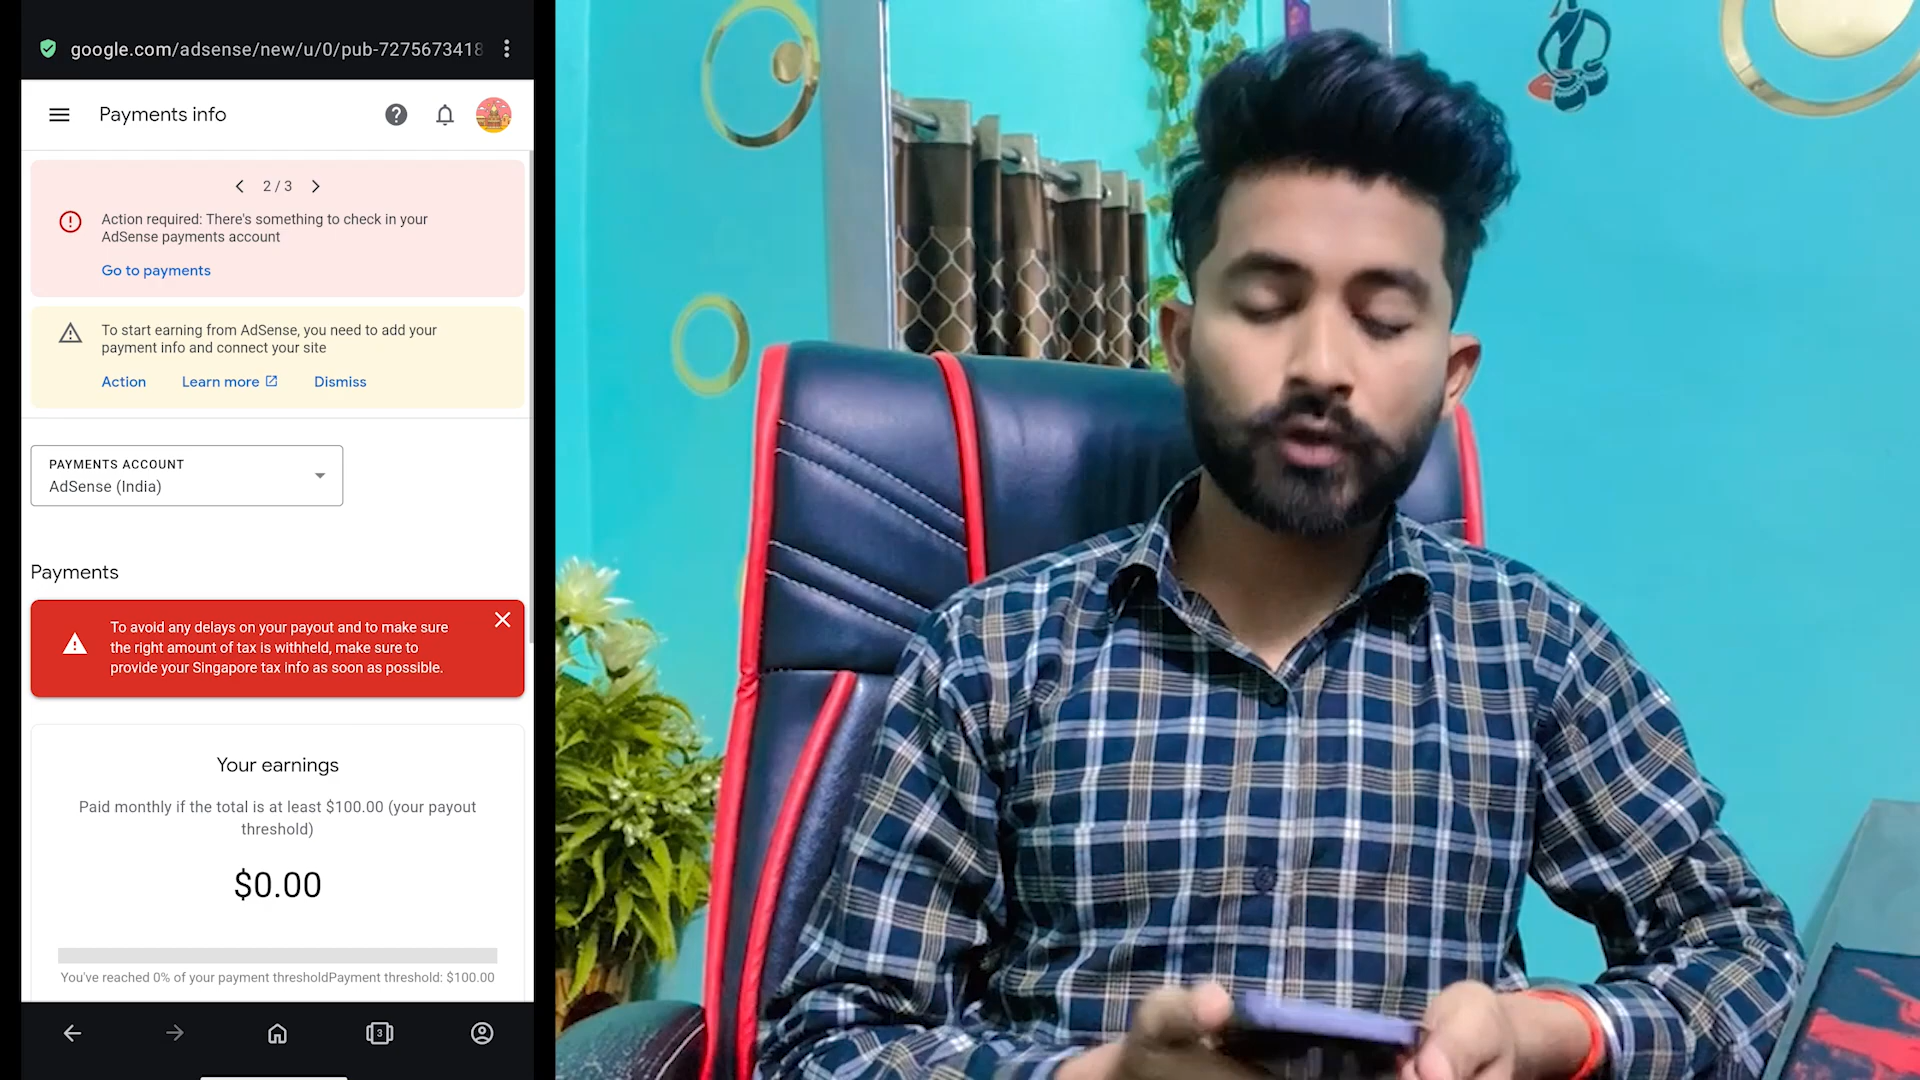 google.com/adsense/new/u/0/pub-7275673418
Payments info
2 / 3
Action required: There's something to check in your
AdSense payments account
Go to payments
To start earning from AdSense, you need to add your
payment info and connect your site
Action Learn more Dismiss
PAYMENTS ACCOUNT
AdSense (India)
Payments
To avoid any delays on your payout and to make sure
the right amount of tax is withheld, make sure to
provide your Singapore tax info as soon as possible.
Your earnings
Paid monthly if the total is at least $100.00 (your payout
threshold)
$0.00
You've reached 0% of your payment thresholdPayment threshold: $100.00
3